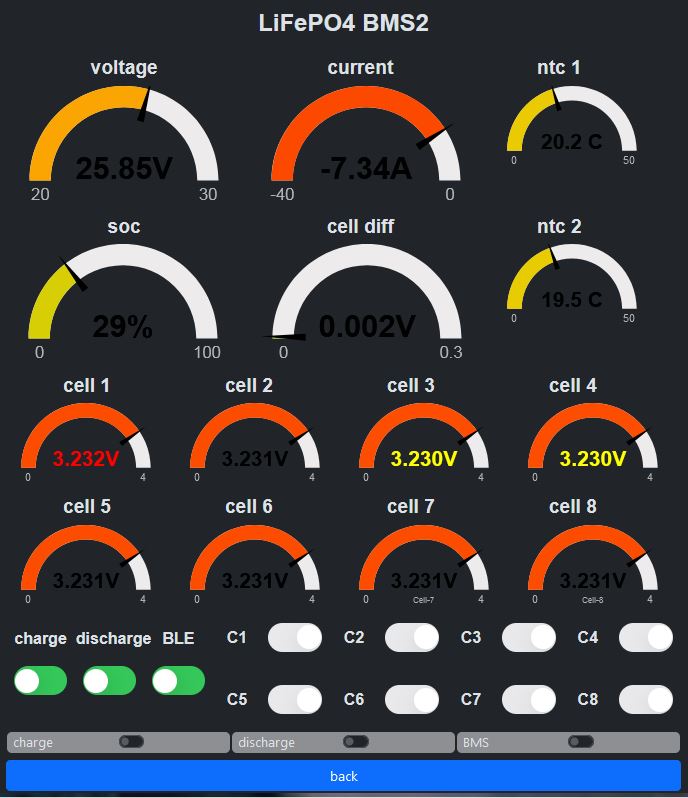 LiFePO4 BMS2
voltage current ntc 1
25.85V -7.34A 20.2 C
20 30 -40 0 0 50
soc cell diff ntc 2
29% 0.002V 19.5 C
0 100 0 0.3 0 50
cell 1 cell 2 cell 3 cell 4
3.232V 3.231V 3.230V 3.230V
0 4 0 4 0 4 0 4
cell 5 cell 6 cell 7 cell 8
3.231V 3.231V 3.231V 3.231V
0 4 0 4 0 Cell-7 4 0 Cell-8 4
charge discharge BLE C1 C2 C3 C4
C5 C6 C7 C8
charge discharge BMS
back